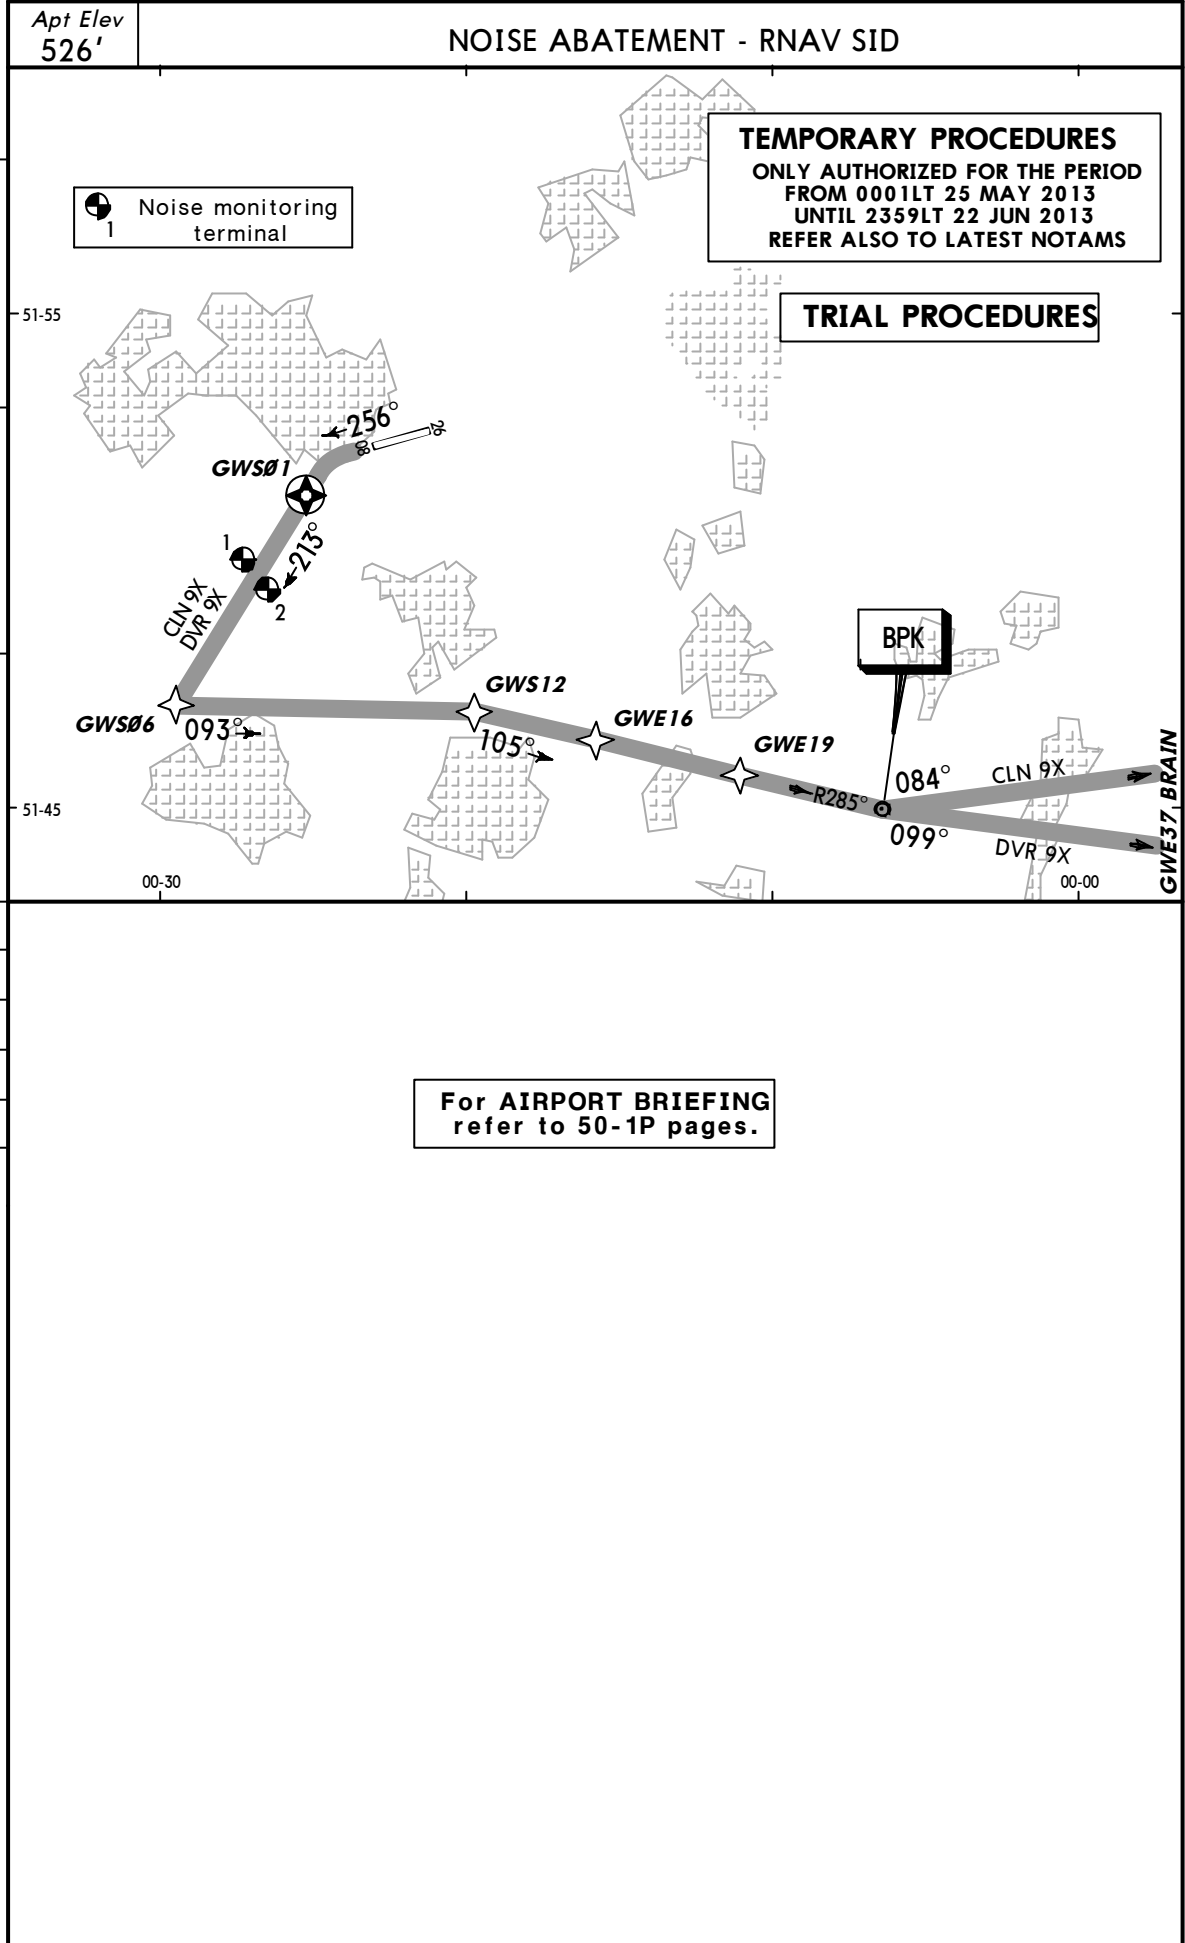 Apt Elev
526'
NOISE ABATEMENT - RNAV SID
TEMPORARY PROCEDURES
ONLY AUTHORIZED FOR THE PERIOD
FROM 0001LT 25 MAY 2013
UNTIL 2359LT 22 JUN 2013
REFER ALSO TO LATEST NOTAMS
1
Noise monitoring
terminal
51-55
TRIAL PROCEDURES
256°
08
26
GWSØ1
213°
1
2
CLN 9X
DVR 9X
BPK
GWSØ6
093°
GWS12
105°
GWE16
GWE19
R285°
084°
CLN 9X
099°
DVR 9X
GWE37, BRAIN
51-45
00-30
00-00
For AIRPORT BRIEFING
refer to 50-1P pages.